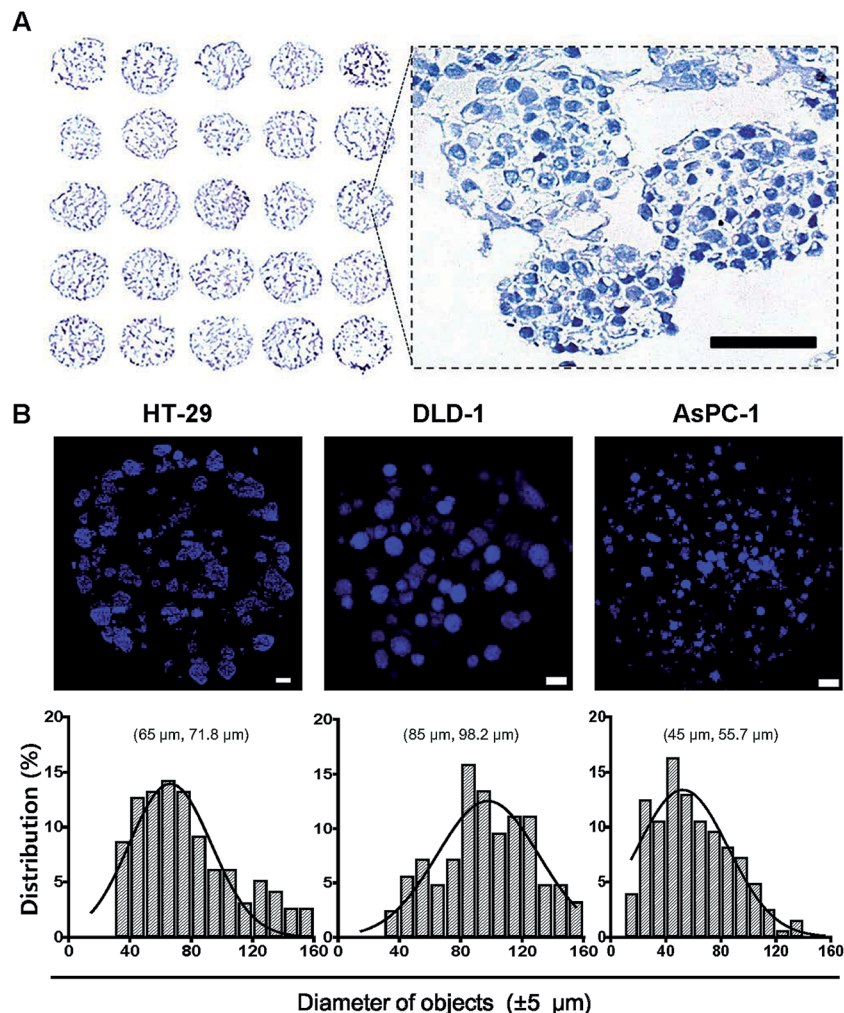 A
B
HT-29 DLD-1 AsPC-1
20 20 20
(65 µm, 71.8 µm) (85 µm, 98.2 µm) (45 µm, 55.7 µm)
15 15 15
Distribution (%)
10 10 10
5 5 5
0 0 0
0 40 80 120 160 0 40 80 120 160 0 40 80 120 160
Diameter of objects (±5 µm)